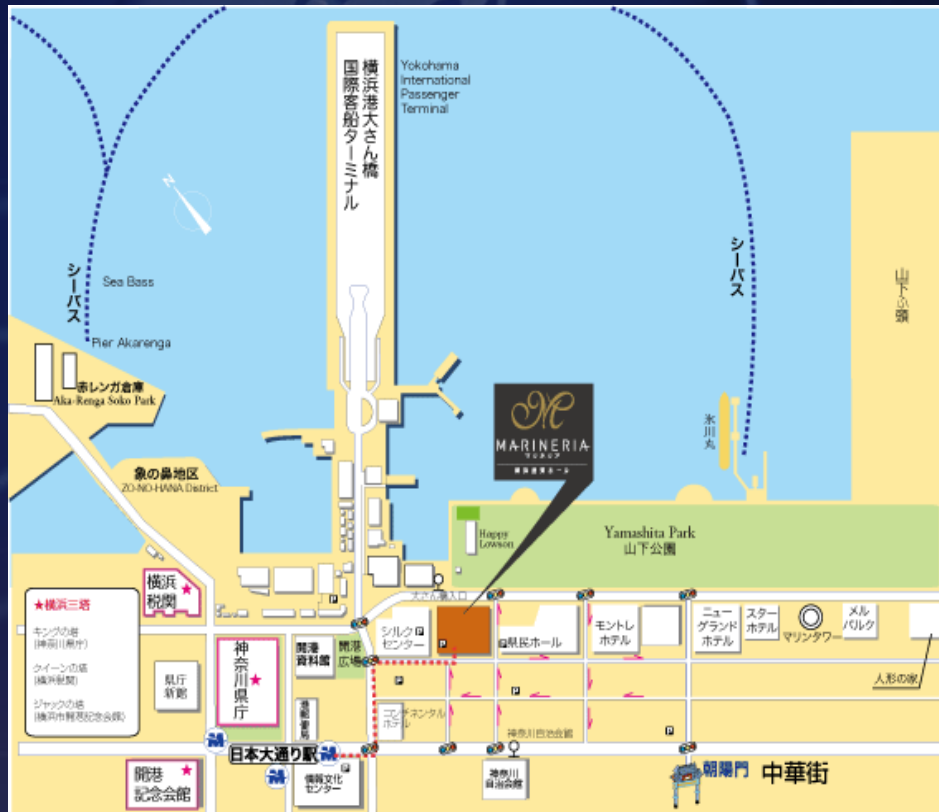 横浜港大さん橋
国際客船ターミナル
Yokohama
International
Passenger
Terminal
N
シーバス
Sea Bass
Pier Akarenga
赤レンガ倉庫
Aka-Renga Soko Park
象の鼻地区
ZO-NO-HANA District
シーバス
山下ふ頭
氷川丸
M
MARINERIA
マリネリア
Happy
Lowson
Yamashita Park
山下公園
大さん橋入口
横浜
税関
★横浜三塔
キングの塔
(神奈川県庁)
クイーンの塔
(横浜税関)
ジャックの塔
(横浜市開港記念会館)
県庁
新館
神奈川県庁
開港
資料館
開港
広場
シルク
センター
P
県民ホール
モントレ
ホテル
ニュー
グランド
ホテル
スター
ホテル
マリンタワー
メル
パルク
人形の家
港郵便局
コンチネンタル
ホテル
神奈川自治会館
日本大通り駅
開港
記念会館
情報文化
センター
神奈川
自治会館
朝陽門
中華街